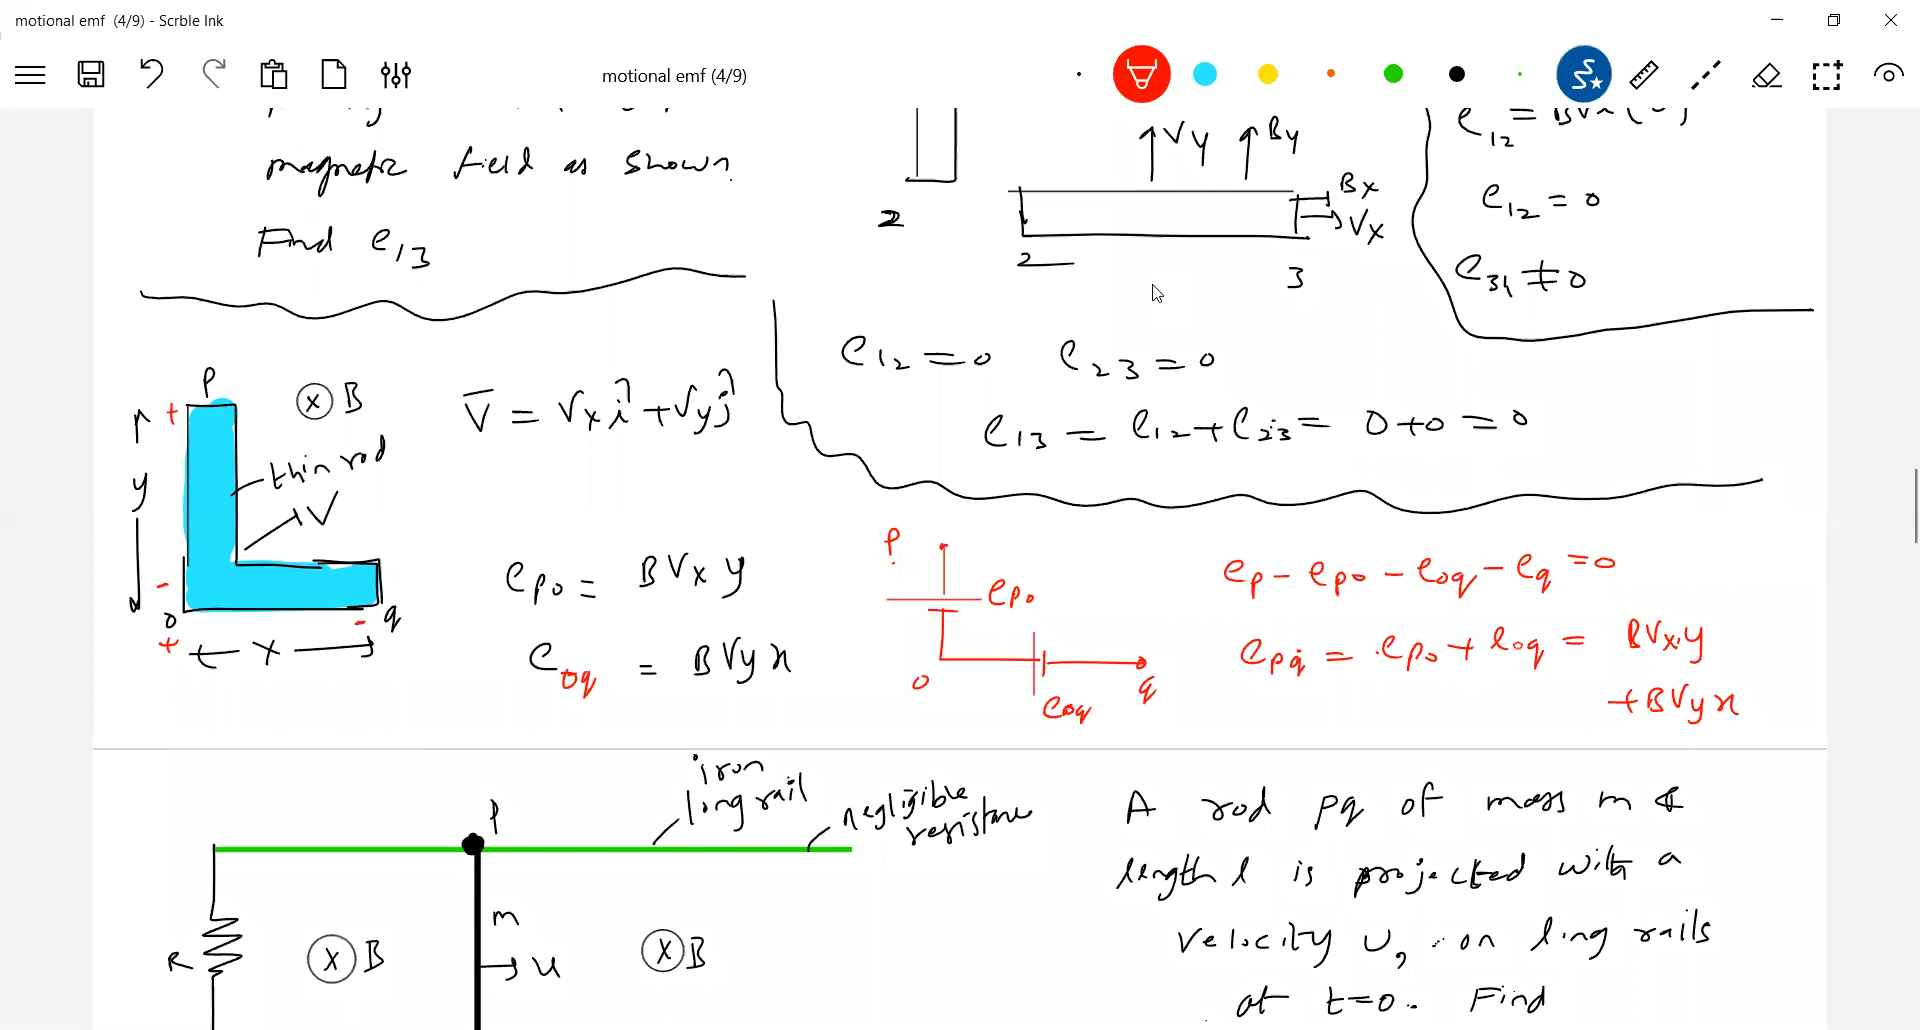 motional emf (4/9) - Scrble Ink
motional emf (4/9)
magnetic field as shown.
Find e13
2
Vy By
Bx
Vx
2 3
e12 = 0
e31 ≠ 0
e12 = 0 e23 = 0
e13 = e12 + e23 = 0 + 0 = 0
P
+
⊗ B
y
thin rod
V
-
o
+
x
-
q
V̄ = Vx î + Vy ĵ
epo = B Vx y
eoq = B Vy x
P
epo
o
eoq
q
ep - epo - eoq - eq = 0
epq = epo + eoq = BVx.y
+ BVyx
iron
long rail
negligible
resistance
P
m
u
R
⊗ B
⊗ B
A rod pq of mass m &
length l is projected with a
velocity u, on long rails
at t=0. Find